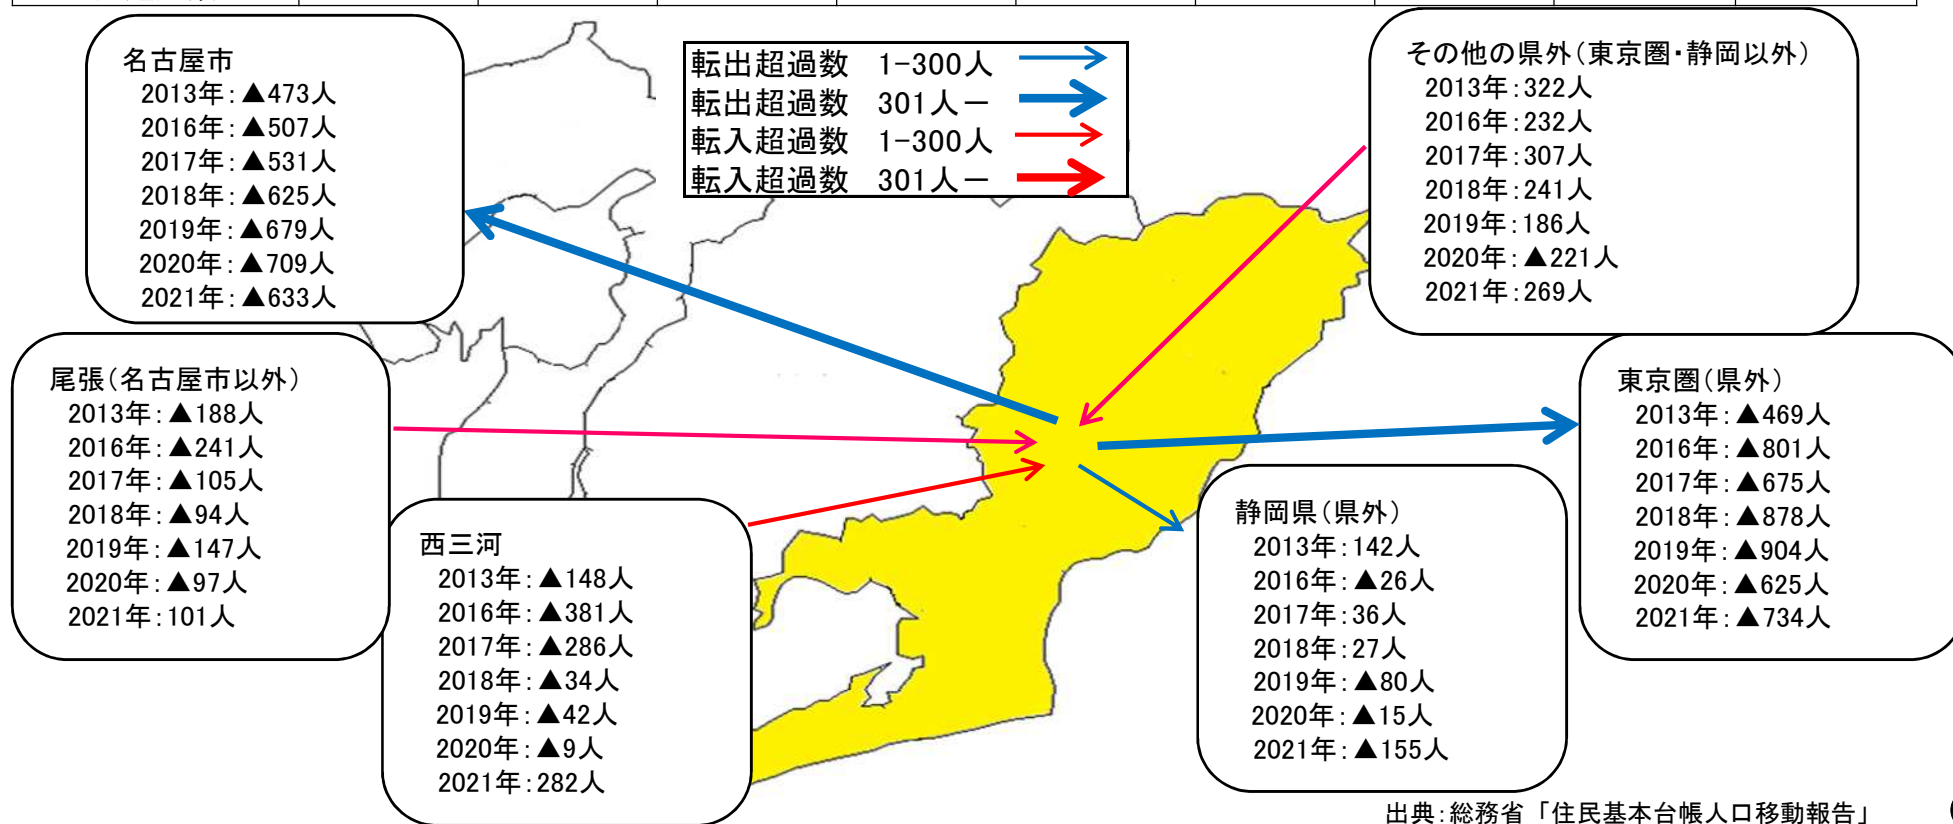 名古屋市
2013年:▲473人
2016年:▲507人
2017年:▲531人
2018年:▲625人
2019年:▲679人
2020年:▲709人
2021年:▲633人
転出超過数 1-300人
転出超過数 301人ー
転入超過数 1-300人
転入超過数 301人ー
その他の県外(東京圏・静岡以外)
2013年:322人
2016年:232人
2017年:307人
2018年:241人
2019年:186人
2020年:▲221人
2021年:269人
尾張(名古屋市以外)
2013年:▲188人
2016年:▲241人
2017年:▲105人
2018年:▲94人
2019年:▲147人
2020年:▲97人
2021年:101人
西三河
2013年:▲148人
2016年:▲381人
2017年:▲286人
2018年:▲34人
2019年:▲42人
2020年:▲9人
2021年:282人
静岡県(県外)
2013年:142人
2016年:▲26人
2017年:36人
2018年:27人
2019年:▲80人
2020年:▲15人
2021年:▲155人
東京圏(県外)
2013年:▲469人
2016年:▲801人
2017年:▲675人
2018年:▲878人
2019年:▲904人
2020年:▲625人
2021年:▲734人
出典:総務省「住民基本台帳人口移動報告」